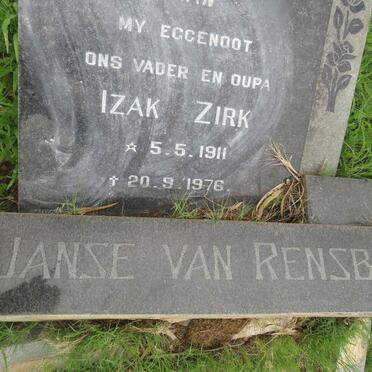 MY EGGENOOT
ONS VADER EN OUPA
IZAK ZIRK
☆ 5.5.1911
✝ 20.9.1976.
JANSE VAN RENSB